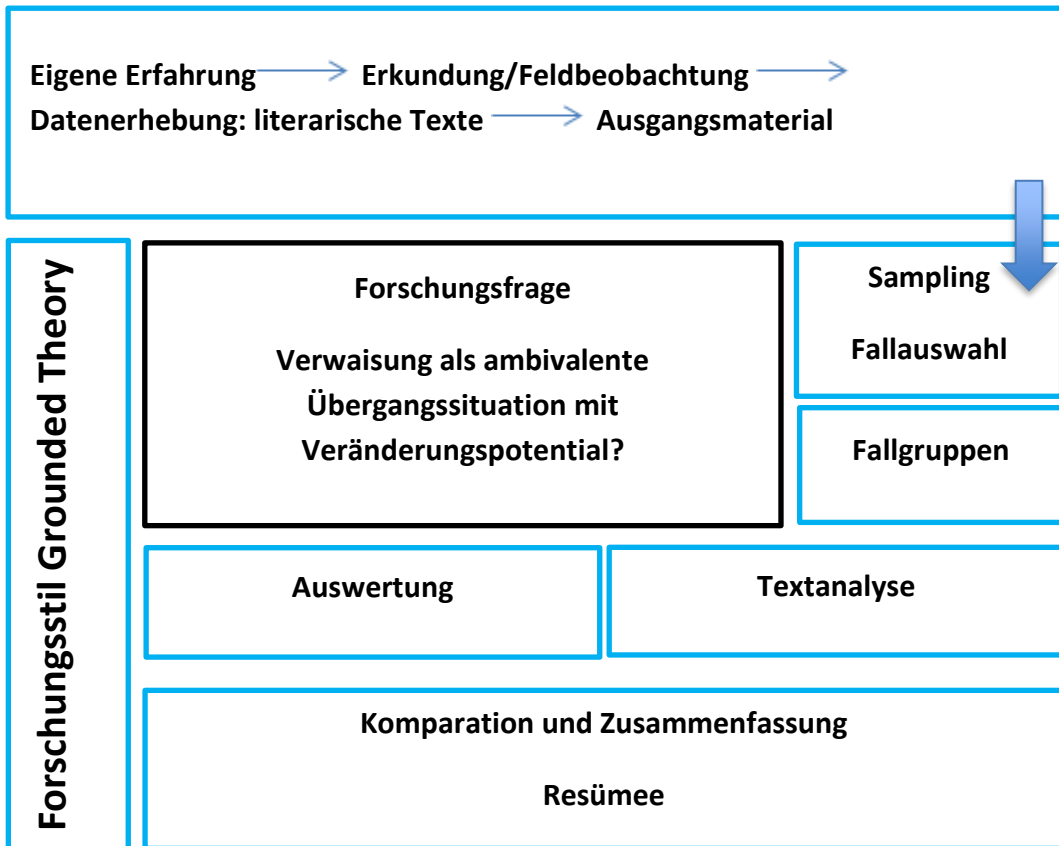 Eigene Erfahrung Erkundung/Feldbeobachtung
Datenerhebung: literarische Texte Ausgangsmaterial
Forschungsstil Grounded Theory
Forschungsfrage
Verwaisung als ambivalente
Übergangssituation mit
Veränderungspotential?
Sampling
Fallauswahl
Fallgruppen
Auswertung
Textanalyse
Komparation und Zusammenfassung
Resümee